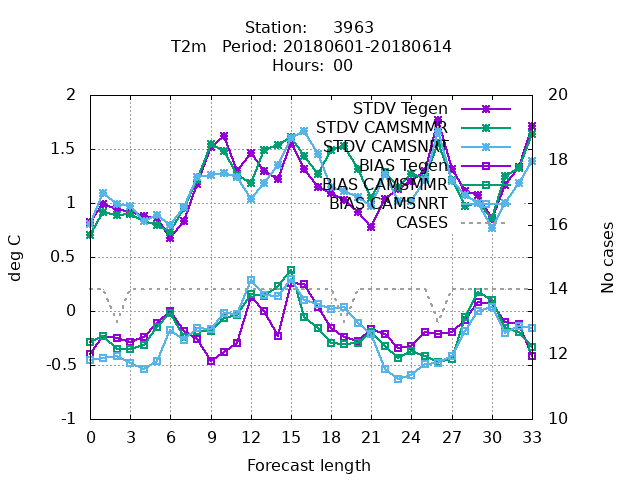 Station: 3963
T2m Period: 20180601-20180614
Hours: 00
2
1.5
1
0.5
0
-0.5
-1
deg C
20
18
16
14
12
10
No cases
STDV Tegen
STDV CAMSMMR
STDV CAMSNRT
BIAS Tegen
BIAS CAMSMMR
BIAS CAMSNRT
CASES
0 3 6 9 12 15 18 21 24 27 30 33
Forecast length